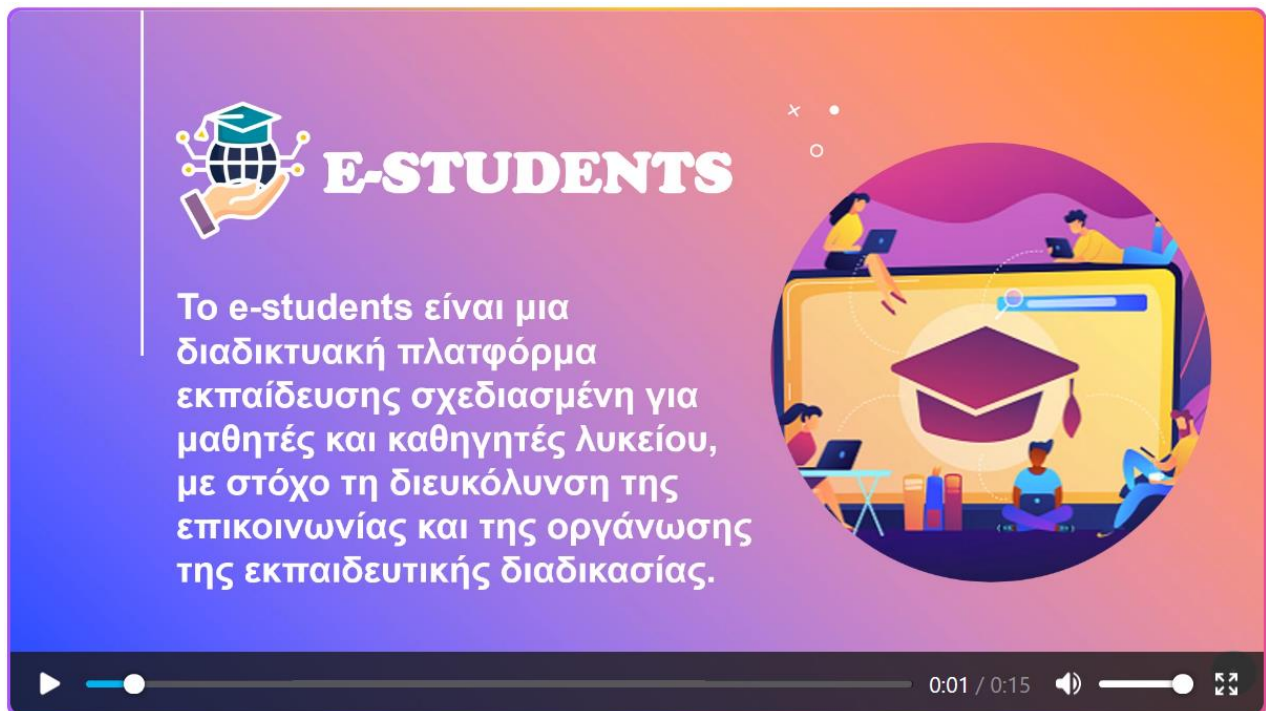 E-STUDENTS
Το e-students είναι μια
διαδικτυακή πλατφόρμα
εκπαίδευσης σχεδιασμένη για
μαθητές και καθηγητές λυκείου,
με στόχο τη διευκόλυνση της
επικοινωνίας και της οργάνωσης
της εκπαιδευτικής διαδικασίας.
0:01 / 0:15